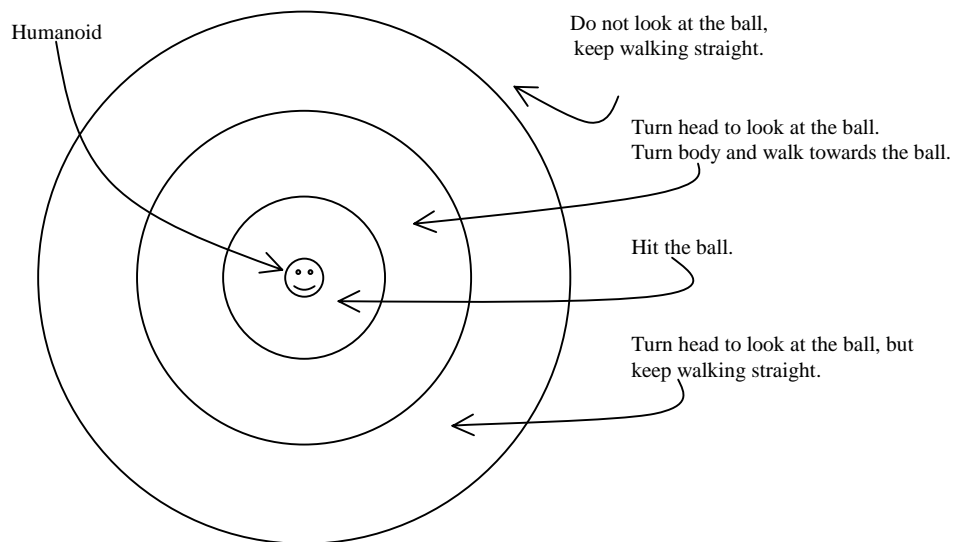 Humanoid
Do not look at the ball,
keep walking straight.
Turn head to look at the ball.
Turn body and walk towards the ball.
Hit the ball.
Turn head to look at the ball, but
keep walking straight.